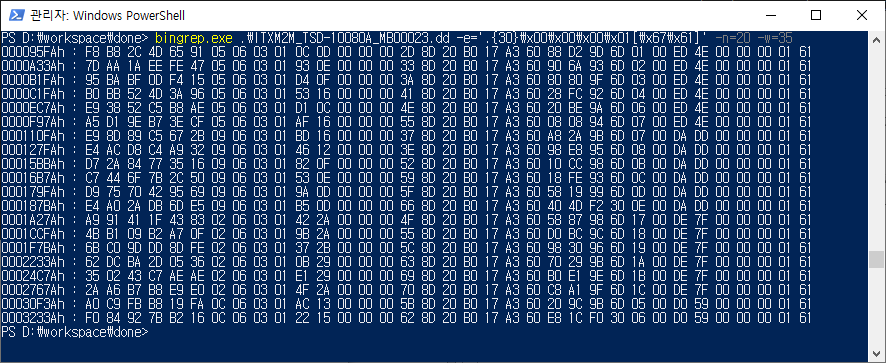 관리자: Windows PowerShell
PS D:₩workspace₩done> bingrep.exe .₩ITXM2M_TSD-10080A_MB00023.dd -e='.{30}₩x00₩x00₩x00₩x01[₩x67₩x61]' -n=20 -w=35
000095FAh : F8 B8 2C 4D 65 91 05 06 03 01 0C 0D 00 00 00 0D 8D 20 B0 17 A3 60 88 D2 9D 6D 01 00 ED 4E 00 00 00 01 61
0000A33Ah : 7D AA 1A EE FE 47 05 06 03 01 93 0D 00 00 00 33 8D 20 B0 17 A3 60 90 6A 93 6D 02 00 ED 4E 00 00 00 01 61
0000B1FAh : 95 BA BF 0D F4 15 05 06 03 01 D4 0F 00 00 00 3A 8D 20 B0 17 A3 60 80 80 9F 6D 03 00 ED 4E 00 00 00 01 61
0000C1FAh : B0 BB 52 4D 3A 96 05 06 03 01 53 16 00 00 00 41 8D 20 B0 17 A3 60 28 FC 92 6D 04 00 ED 4E 00 00 00 01 61
0000EC7Ah : E9 38 52 C5 B8 AE 05 06 03 01 D1 0C 00 00 00 4E 8D 20 B0 17 A3 60 20 BE 9A 6D 06 00 ED 4E 00 00 00 01 61
0000F97Ah : A5 D1 9E B7 3E CF 05 06 03 01 AF 16 00 00 00 55 8D 20 B0 17 A3 60 08 08 94 6D 07 00 ED 4E 00 00 00 01 61
000110FAh : E9 8D 89 C5 67 2B 09 06 03 01 BD 16 00 00 00 37 8D 20 B0 17 A3 60 A8 2A 9B 6D 07 00 DA DD 00 00 00 01 61
000127FAh : E4 AC D8 C4 A9 32 09 06 03 01 46 12 00 00 00 3E 8D 20 B0 17 A3 60 98 E8 95 6D 08 00 DA DD 00 00 00 01 61
00015BBAh : D7 2A 84 77 35 16 09 06 03 01 82 0F 00 00 00 52 8D 20 B0 17 A3 60 10 CC 98 6D 0B 00 DA DD 00 00 00 01 61
00016B7Ah : C7 44 6F 7B 2C 50 09 06 03 01 53 0E 00 00 00 59 8D 20 B0 17 A3 60 18 FE 93 6D 0C 00 DA DD 00 00 00 01 61
000179FAh : D9 75 70 42 95 69 09 06 03 01 9A 0D 00 00 00 5F 8D 20 B0 17 A3 60 58 19 99 6D 0D 00 DA DD 00 00 00 01 61
000187BAh : E4 A0 2A DB 6D E5 09 06 03 01 B5 0D 00 00 00 66 8D 20 B0 17 A3 60 40 4D F2 30 0E 00 DA DD 00 00 00 01 61
0001A27Ah : A9 91 41 1F 43 83 02 06 03 01 42 2A 00 00 00 4F 8D 20 B0 17 A3 60 58 87 98 6D 17 00 DE 7F 00 00 00 01 61
0001CCFAh : 4B B1 09 B2 A7 0F 02 06 03 01 9B 2A 00 00 00 55 8D 20 B0 17 A3 60 D0 BC 9C 6D 18 00 DE 7F 00 00 00 01 61
0001F7BAh : 6B C0 9D DD 8D FE 02 06 03 01 37 2B 00 00 00 5C 8D 20 B0 17 A3 60 98 30 96 6D 19 00 DE 7F 00 00 00 01 61
0002233Ah : 62 DC BA 2D 05 36 02 06 03 01 0B 29 00 00 00 63 8D 20 B0 17 A3 60 70 29 9B 6D 1A 00 DE 7F 00 00 00 01 61
00024C7Ah : 35 02 43 C7 AE AE 02 06 03 01 E1 29 00 00 00 69 8D 20 B0 17 A3 60 B0 E1 9E 6D 1B 00 DE 7F 00 00 00 01 61
0002767Ah : 2A A6 B7 B8 E9 E0 02 06 03 01 4F 2A 00 00 00 70 8D 20 B0 17 A3 60 C8 A1 9F 6D 1C 00 DE 7F 00 00 00 01 61
00030F3Ah : A0 C9 FB B8 19 FA 0C 06 03 01 AC 13 00 00 00 5B 8D 20 B0 17 A3 60 20 9C 9B 6D 05 00 D0 59 00 00 00 01 61
0003233Ah : F0 84 92 7B B2 16 0C 06 03 01 22 15 00 00 00 62 8D 20 B0 17 A3 60 E8 1C F0 30 06 00 D0 59 00 00 00 01 61
PS D:₩workspace₩done>